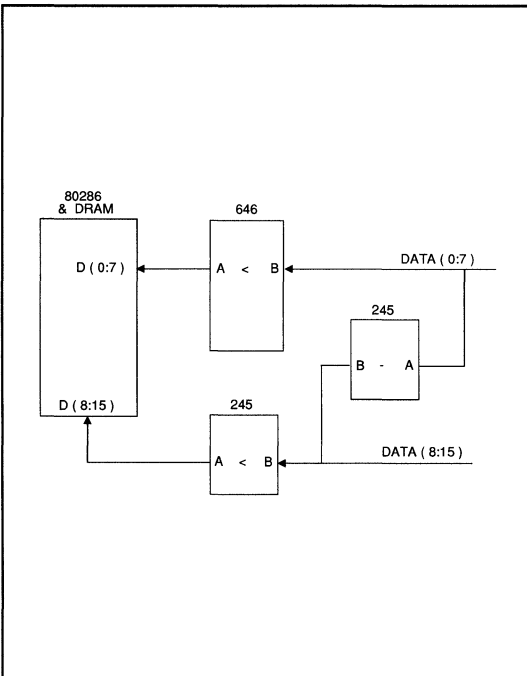 80286
& DRAM
646
D ( 0:7 )
A < B
DATA ( 0:7 )
245
B - A
D ( 8:15 )
245
A < B
DATA ( 8:15 )